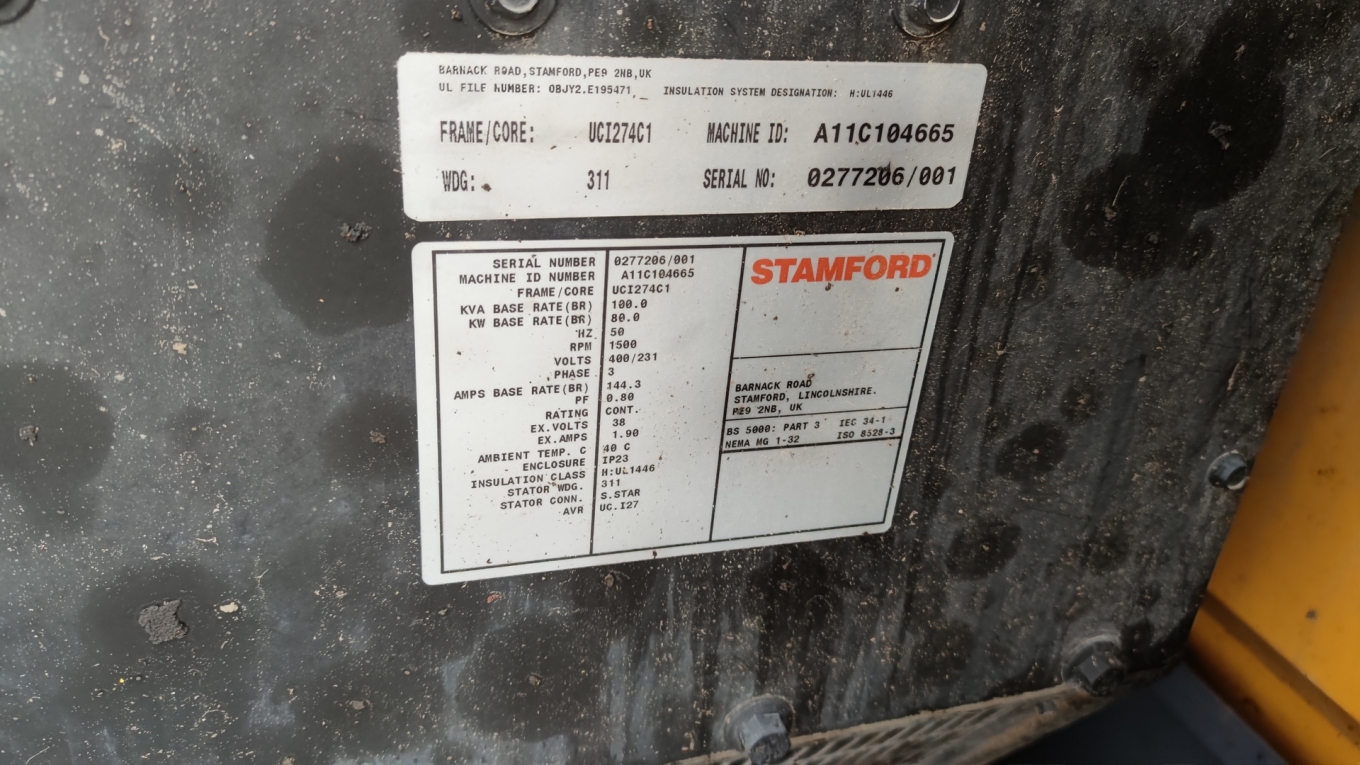 BARNACK ROAD,STAMFORD,PE9 2NB,UK
UL FILE NUMBER: OBJY2.E195471 INSULATION SYSTEM DESIGNATION: H:UL1446
FRAME/CORE: UCI274C1 MACHINE ID: A11C104665
WDG: 311 SERIAL NO: 0277206/001
SERIAL NUMBER 0277206/001
MACHINE ID NUMBER A11C104665
FRAME/CORE UCI274C1
KVA BASE RATE(BR) 100.0
KW BASE RATE(BR) 80.0
HZ 50
RPM 1500
VOLTS 400/231
PHASE 3
AMPS BASE RATE(BR) 144.3
PF 0.80
RATING CONT.
EX.VOLTS 38
EX.AMPS 1.90
AMBIENT TEMP. C 40 C
ENCLOSURE IP23
INSULATION CLASS H:UL1446
STATOR WDG. 311
STATOR CONN. S.STAR
AVR UC.I27
STAMFORD
BARNACK ROAD
STAMFORD, LINCOLNSHIRE.
PE9 2NB, UK
BS 5000: PART 3 IEC 34-1
NEMA MG 1-32 ISO 8528-3